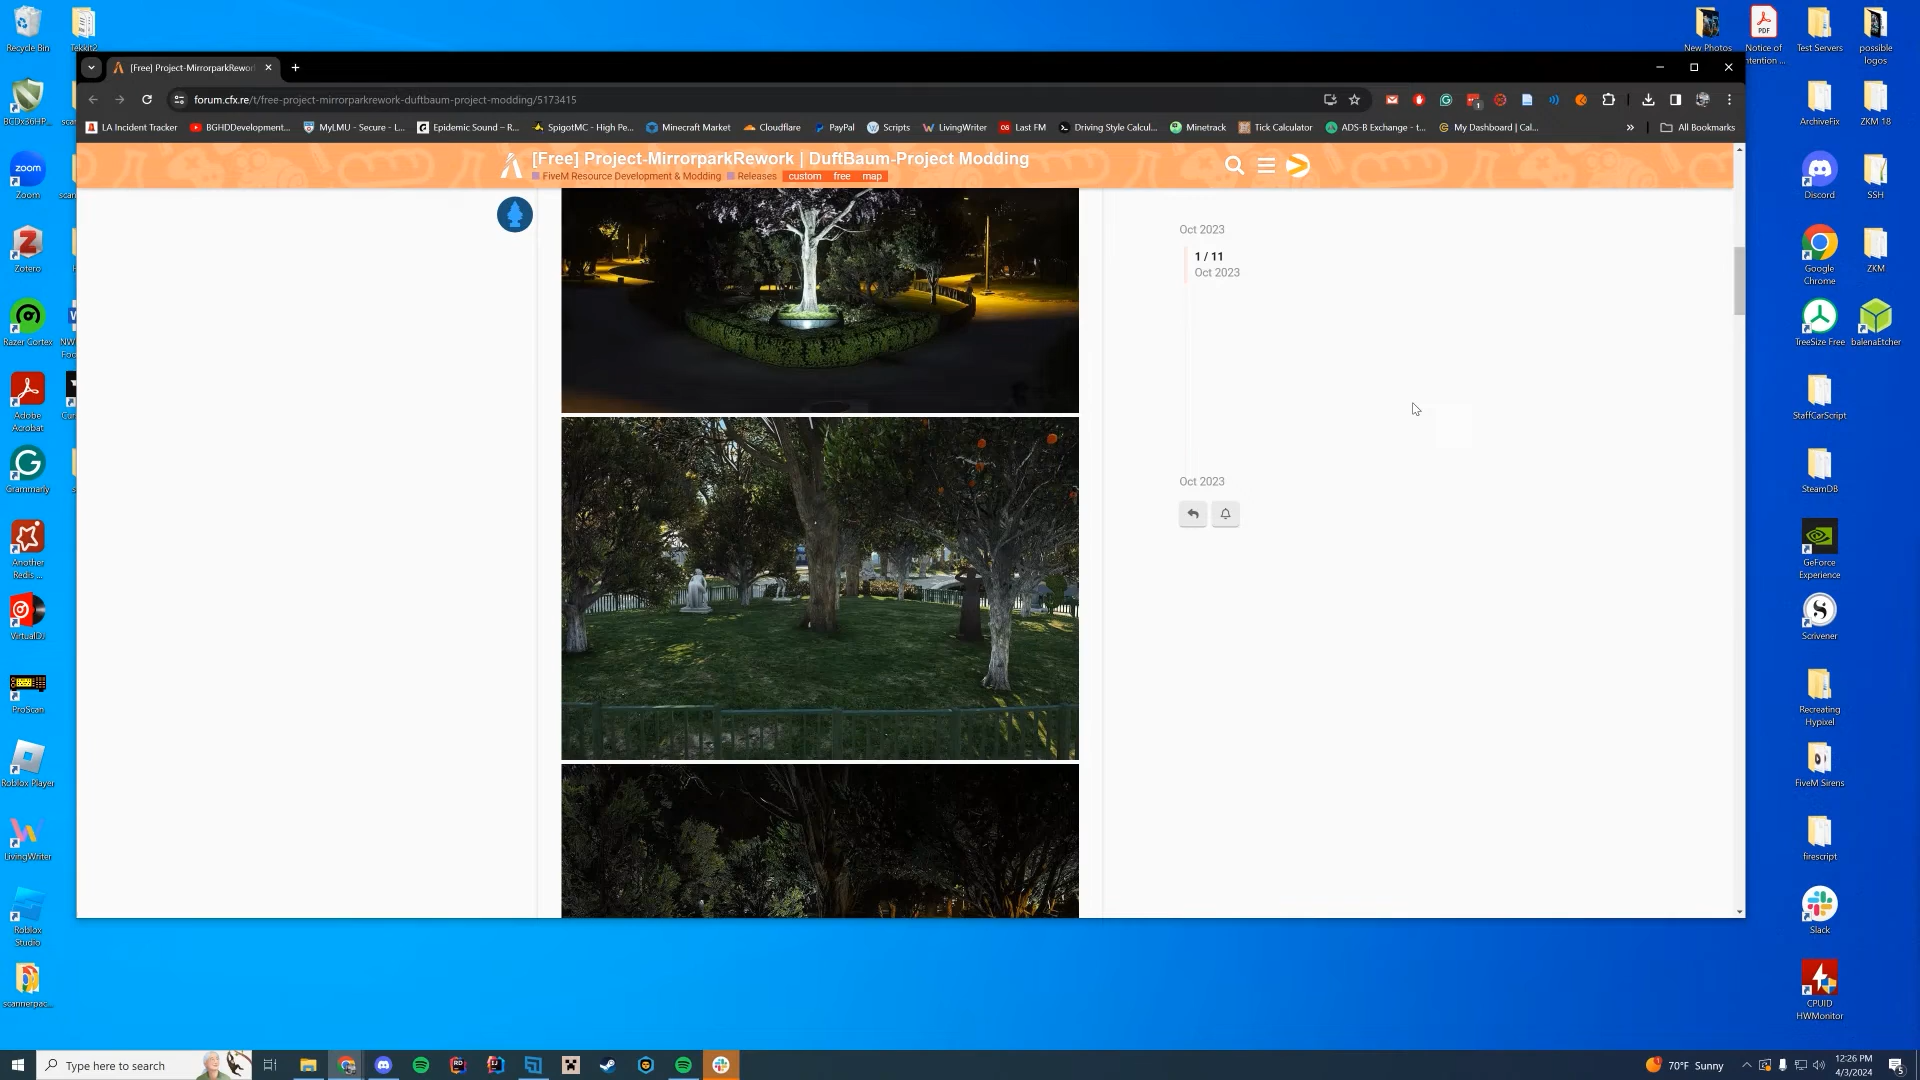 Recycle Bin
Tekkit2
New Photos
Notice of
Test Servers
possible
logos
[Free] Project-MirrorparkRewor
forum.cfx.re/t/free-project-mirrorparkrework-duftbaum-project-modding/5173415
LA Incident Tracker
BGHDDevelopment...
MyLMU - Secure - L...
Epidemic Sound – R...
SpigotMC - High Pe...
Minecraft Market
Cloudflare
PayPal
Scripts
LivingWriter
Last FM
Driving Style Calcul...
Minetrack
Tick Calculator
ADS-B Exchange - t...
My Dashboard | Cal...
All Bookmarks
[Free] Project-MirrorparkRework | DuftBaum-Project Modding
FiveM Resource Development & Modding
Releases
custom
free
map
Oct 2023
1 / 11
Oct 2023
Oct 2023
Zoom
Zotero
Razer Cortex
Adobe
Acrobat
Grammarly
Another
Redis ...
VirtualDJ
ProScan
Roblox Player
LivingWriter
Roblox
Studio
scannerpac...
ArchiveFix
ZKM 18
Discord
SSH
Google
Chrome
ZKM
TreeSize Free
balenaEtcher
StaffCarScript
SteamDB
GeForce
Experience
Scrivener
Recreating
Hypixel
FiveM Sirens
firescript
Slack
CPUID
HWMonitor
Type here to search
70°F Sunny
12:26 PM
4/3/2024